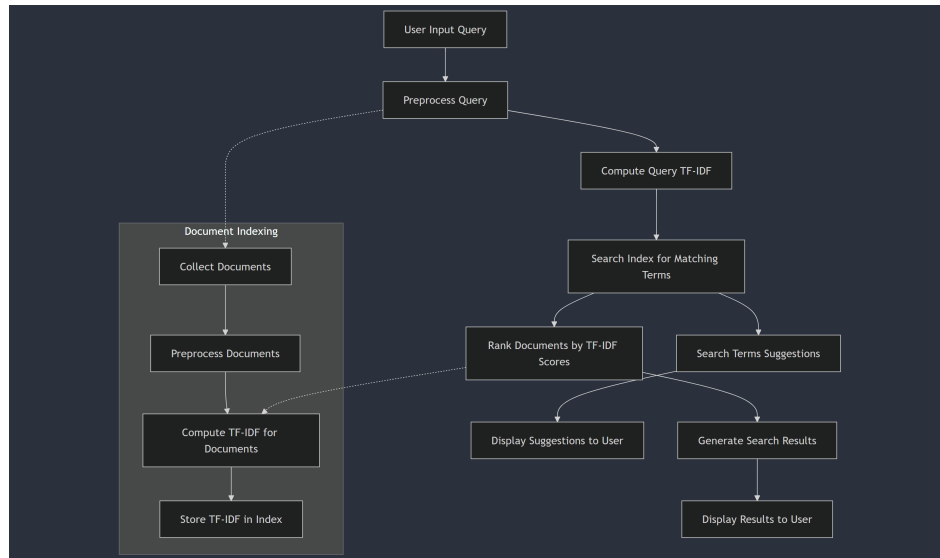 User Input Query
Preprocess Query
Compute Query TF-IDF
Document Indexing
Collect Documents
Search Index for Matching
Terms
Preprocess Documents
Rank Documents by TF-IDF
Scores
Search Terms Suggestions
Compute TF-IDF for
Documents
Display Suggestions to User
Generate Search Results
Store TF-IDF in Index
Display Results to User